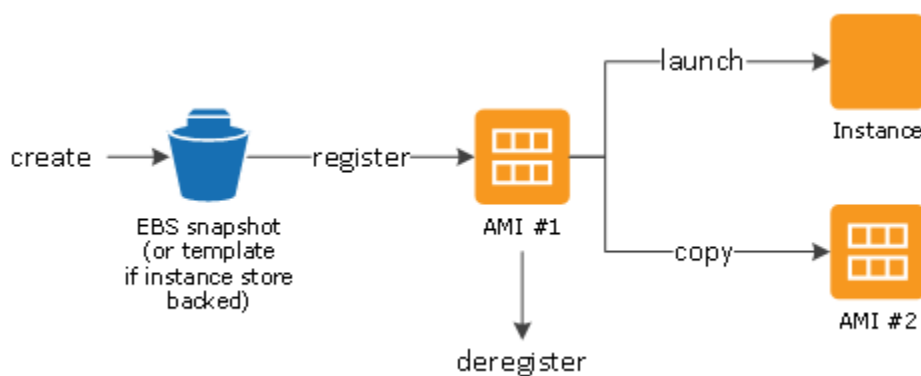 launch
Instance
create
register
EBS snapshot
(or template
if instance store
backed)
AMI #1
copy
AMI #2
deregister